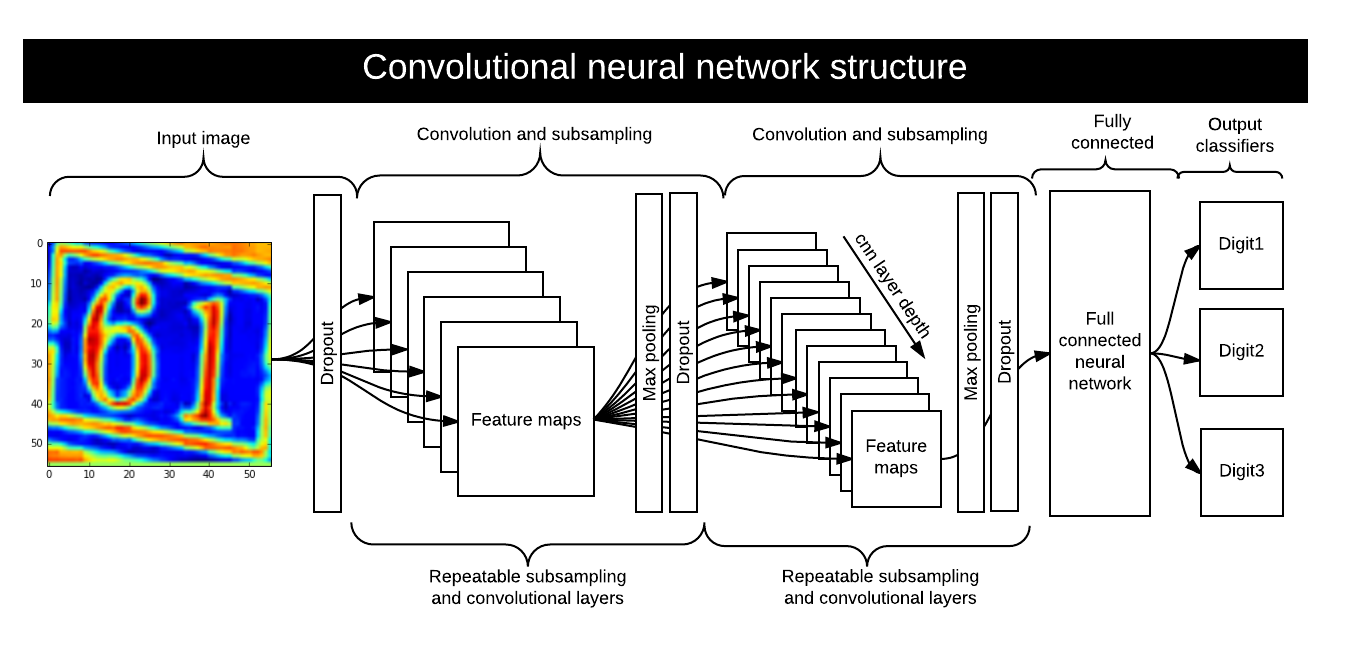 Convolutional neural network structure
Input image
Convolution and subsampling
Convolution and subsampling
Fully
connected
Output
classifiers
0
10
20
30
40
50
0
10
20
30
40
50
61
Dropout
Feature maps
Max pooling
Dropout
cnn layer depth
Feature
maps
Max pooling
Dropout
Full
connected
neural
network
Digit1
Digit2
Digit3
Repeatable subsampling
and convolutional layers
Repeatable subsampling
and convolutional layers